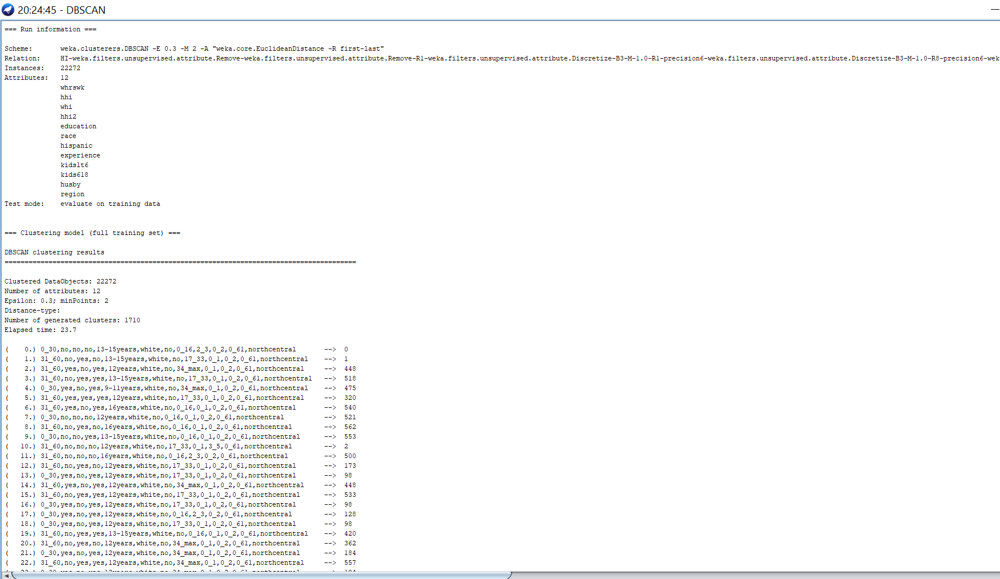 20:24:45 - DBSCAN
=== Run information ===
Scheme: weka.clusterers.DBSCAN -E 0.3 -M 2 -A "weka.core.EuclideanDistance -R first-last"
Relation: HI-weka.filters.unsupervised.attribute.Remove-weka.filters.unsupervised.attribute.Remove-R1-weka.filters.unsupervised.attribute.Discretize-B3-M-1.0-R1-precision6-weka.filters.unsupervised.attribute.Discretize-B3-M-1.0-R8-precision6-wek
Instances: 22272
Attributes: 12
whrswk
hhi
whi
hhi2
education
race
hispanic
experience
kidslt6
kids618
husby
region
Test mode: evaluate on training data
=== Clustering model (full training set) ===
DBSCAN clustering results
========================================================================================
Clustered DataObjects: 22272
Number of attributes: 12
Epsilon: 0.3; minPoints: 2
Distance-type:
Number of generated clusters: 1710
Elapsed time: 23.7
( 0.) 0_30,no,no,no,13-15years,white,no,0_16,2_3,0_2,0_61,northcentral --> 0
( 1.) 31_60,no,yes,no,13-15years,white,no,17_33,0_1,0_2,0_61,northcentral --> 1
( 2.) 31_60,yes,no,yes,12years,white,no,34_max,0_1,0_2,0_61,northcentral --> 448
( 3.) 31_60,no,yes,yes,13-15years,white,no,17_33,0_1,0_2,0_61,northcentral --> 518
( 4.) 0_30,yes,no,yes,9-11years,white,no,34_max,0_1,0_2,0_61,northcentral --> 475
( 5.) 31_60,yes,yes,yes,12years,white,no,17_33,0_1,0_2,0_61,northcentral --> 320
( 6.) 31_60,yes,no,yes,16years,white,no,0_16,0_1,0_2,0_61,northcentral --> 540
( 7.) 0_30,no,no,no,12years,white,no,0_16,0_1,0_2,0_61,northcentral --> 521
( 8.) 31_60,no,yes,no,16years,white,no,0_16,0_1,0_2,0_61,northcentral --> 562
( 9.) 0_30,no,no,yes,13-15years,white,no,0_16,0_1,0_2,0_61,northcentral --> 553
( 10.) 31_60,no,no,no,12years,white,no,17_33,0_1,3_5,0_61,northcentral --> 2
( 11.) 31_60,no,no,no,16years,white,no,0_16,2_3,0_2,0_61,northcentral --> 500
( 12.) 31_60,no,yes,no,12years,white,no,17_33,0_1,0_2,0_61,northcentral --> 173
( 13.) 0_30,yes,no,yes,12years,white,no,17_33,0_1,0_2,0_61,northcentral --> 98
( 14.) 31_60,yes,no,yes,12years,white,no,34_max,0_1,0_2,0_61,northcentral --> 448
( 15.) 31_60,no,yes,yes,12years,white,no,17_33,0_1,0_2,0_61,northcentral --> 533
( 16.) 0_30,yes,no,yes,12years,white,no,17_33,0_1,0_2,0_61,northcentral --> 98
( 17.) 0_30,yes,no,yes,12years,white,no,0_16,2_3,0_2,0_61,northcentral --> 128
( 18.) 0_30,yes,no,yes,12years,white,no,17_33,0_1,0_2,0_61,northcentral --> 98
( 19.) 31_60,no,yes,yes,13-15years,white,no,0_16,0_1,0_2,0_61,northcentral --> 420
( 20.) 31_60,no,yes,no,12years,white,no,34_max,0_1,0_2,0_61,northcentral --> 362
( 21.) 0_30,yes,no,yes,12years,white,no,34_max,0_1,0_2,0_61,northcentral --> 184
( 22.) 31_60,no,yes,yes,12years,white,no,34_max,0_1,0_2,0_61,northcentral --> 557